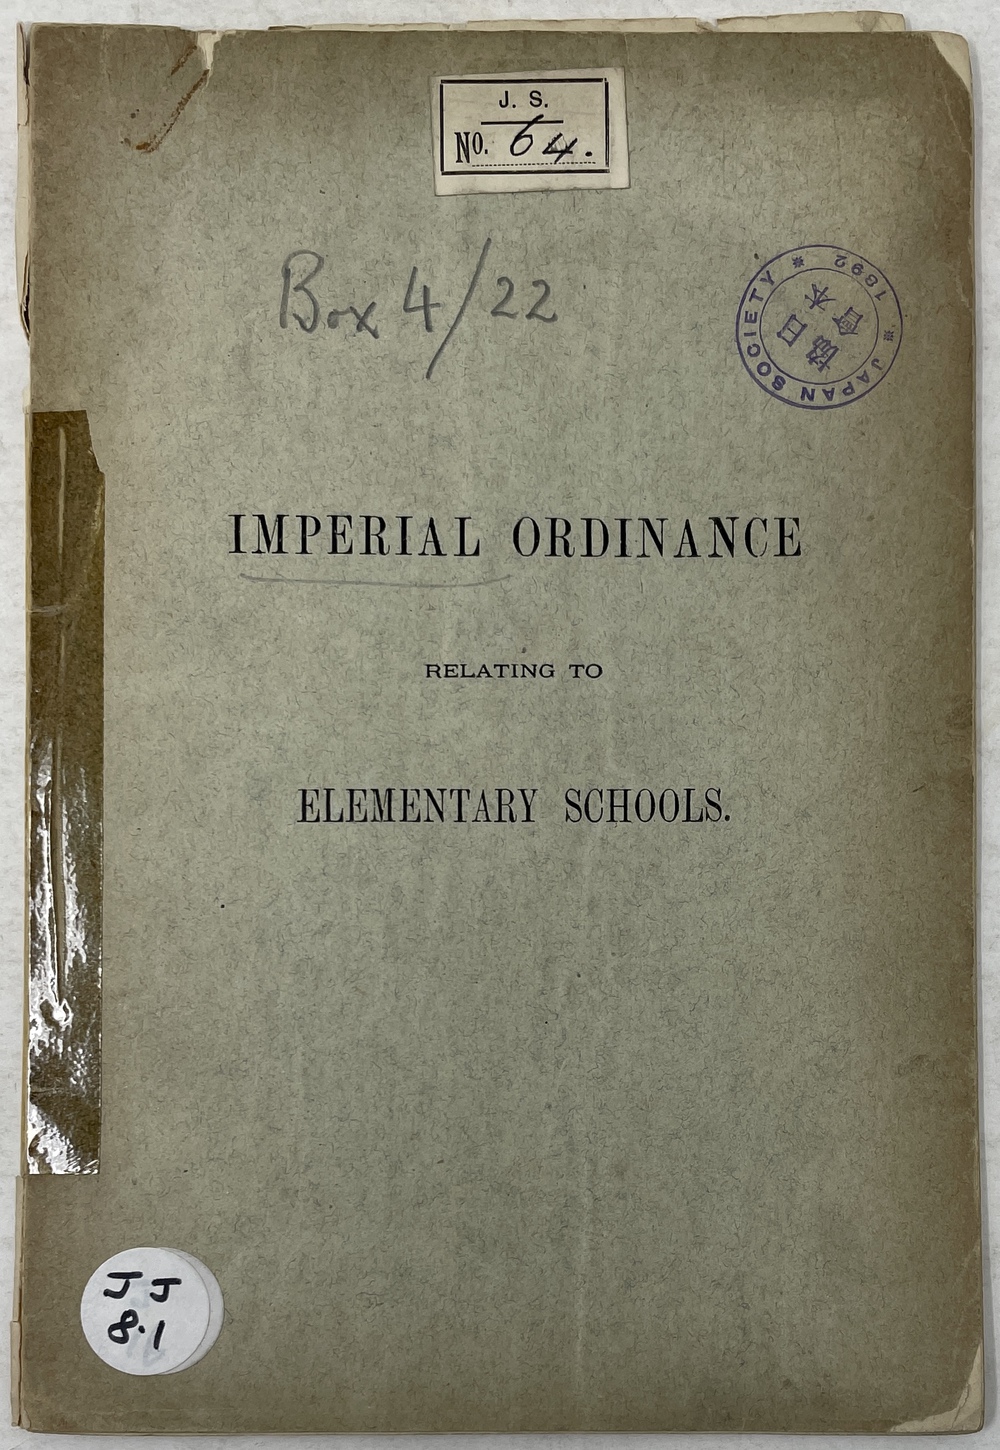 J. S.
No. 64.
Box 4/22
JAPAN SOCIETY * 1892 *
日本
協會
IMPERIAL ORDINANCE
RELATING TO
ELEMENTARY SCHOOLS.
JJ
8.1